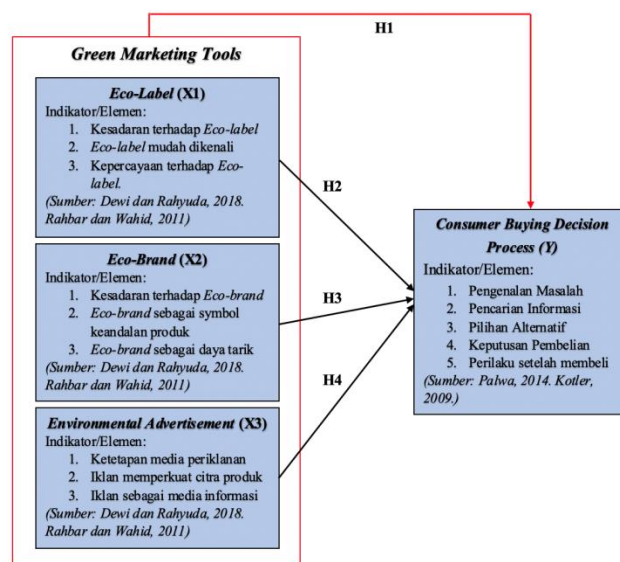 H1
Green Marketing Tools
Eco-Label (X1)
Indikator/Elemen:
1. Kesadaran terhadap Eco-label
2. Eco-label mudah dikenali
3. Kepercayaan terhadap Eco-
label.
(Sumber: Dewi dan Rahyuda, 2018.
Rahbar dan Wahid, 2011)
H2
Eco-Brand (X2)
Indikator/Elemen:
1. Kesadaran terhadap Eco-brand
2. Eco-brand sebagai symbol
keandalan produk
3. Eco-brand sebagai daya tarik
(Sumber: Dewi dan Rahyuda, 2018.
Rahbar dan Wahid, 2011)
H3
Environmental Advertisement (X3)
Indikator/Elemen:
1. Ketetapan media periklanan
2. Iklan memperkuat citra produk
3. Iklan sebagai media informasi
(Sumber: Dewi dan Rahyuda, 2018.
Rahbar dan Wahid, 2011)
H4
Consumer Buying Decision
Process (Y)
Indikator/Elemen:
1. Pengenalan Masalah
2. Pencarian Informasi
3. Pilihan Alternatif
4. Keputusan Pembelian
5. Perilaku setelah membeli
(Sumber: Palwa, 2014. Kotler,
2009.)